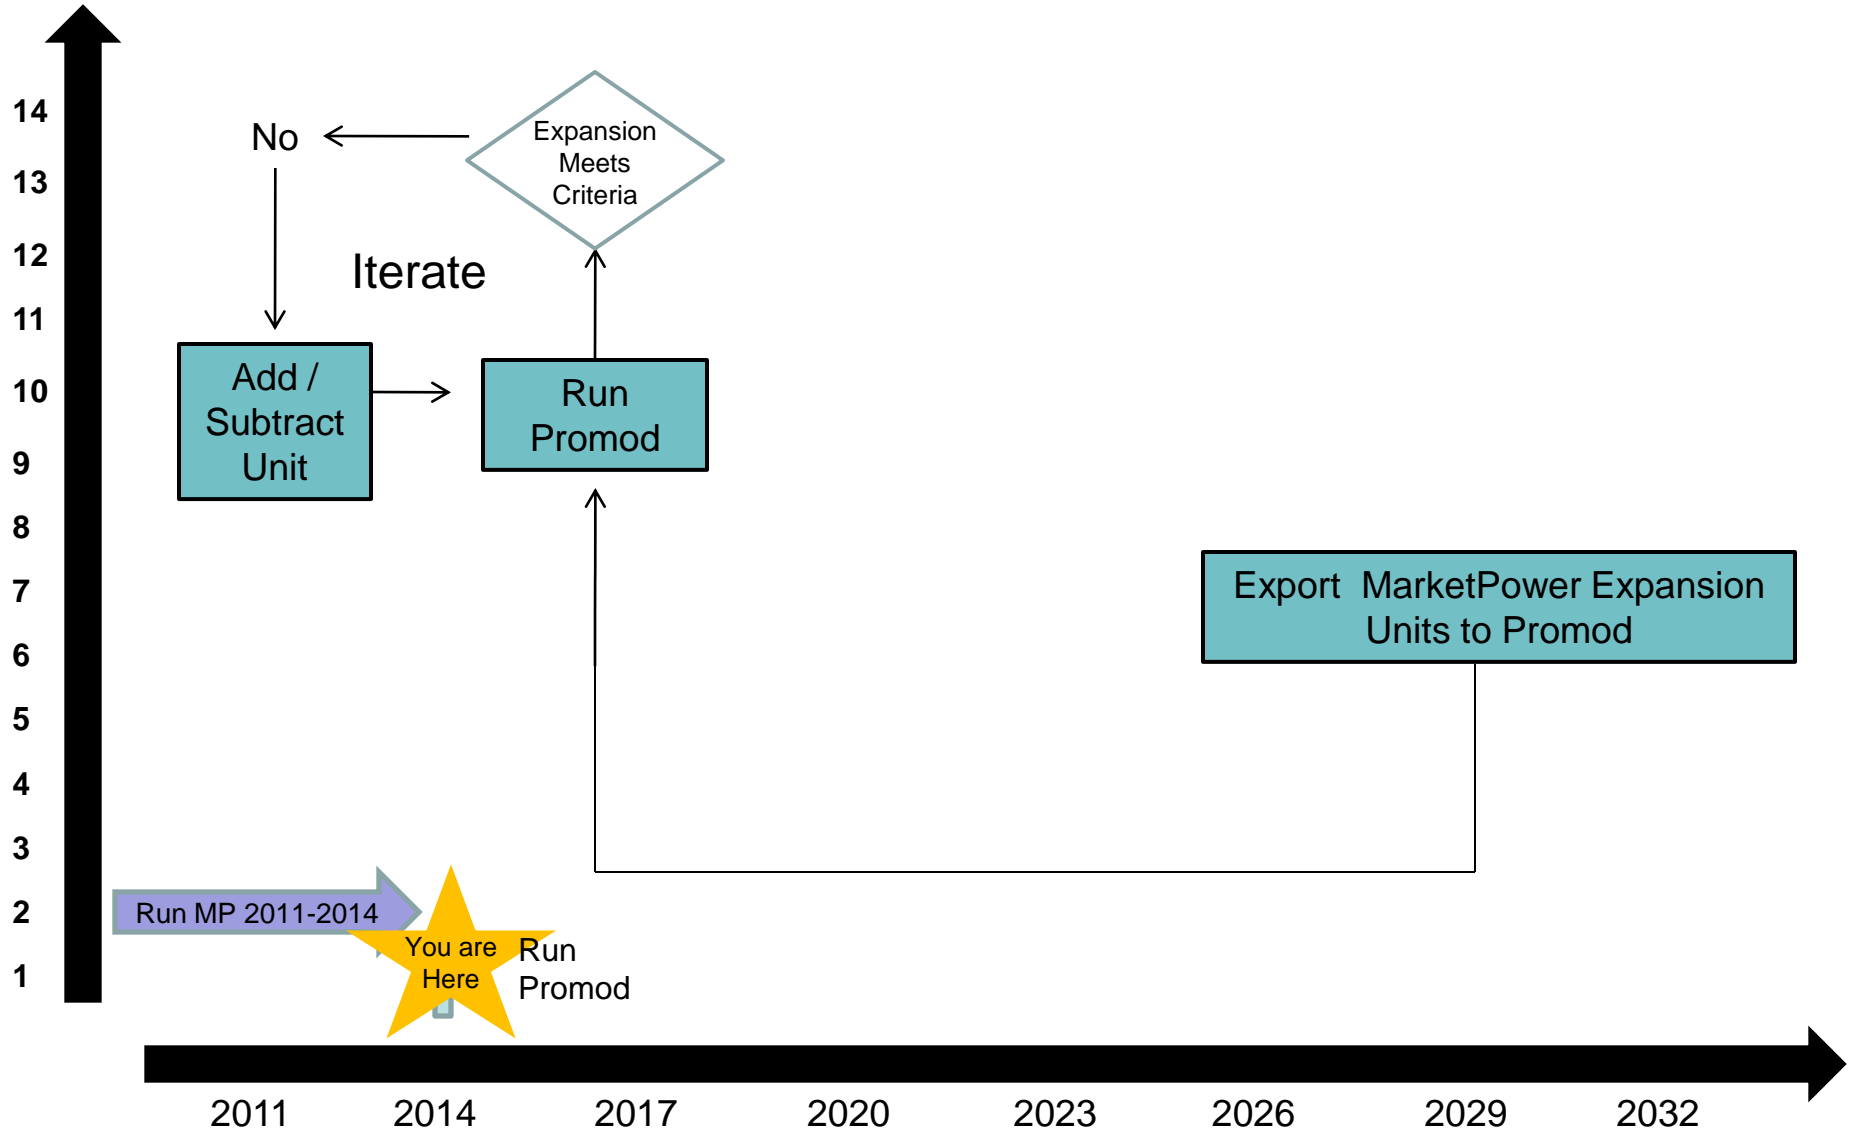 14
13
12
11
10
9
8
7
6
5
4
3
2
1
No
Expansion
Meets
Criteria
Iterate
Add /
Subtract
Unit
Run
Promod
Export  MarketPower Expansion
Units to Promod
Run MP 2011-2014
You are
Here
Run
Promod
2011
2014
2017
2020
2023
2026
2029
2032